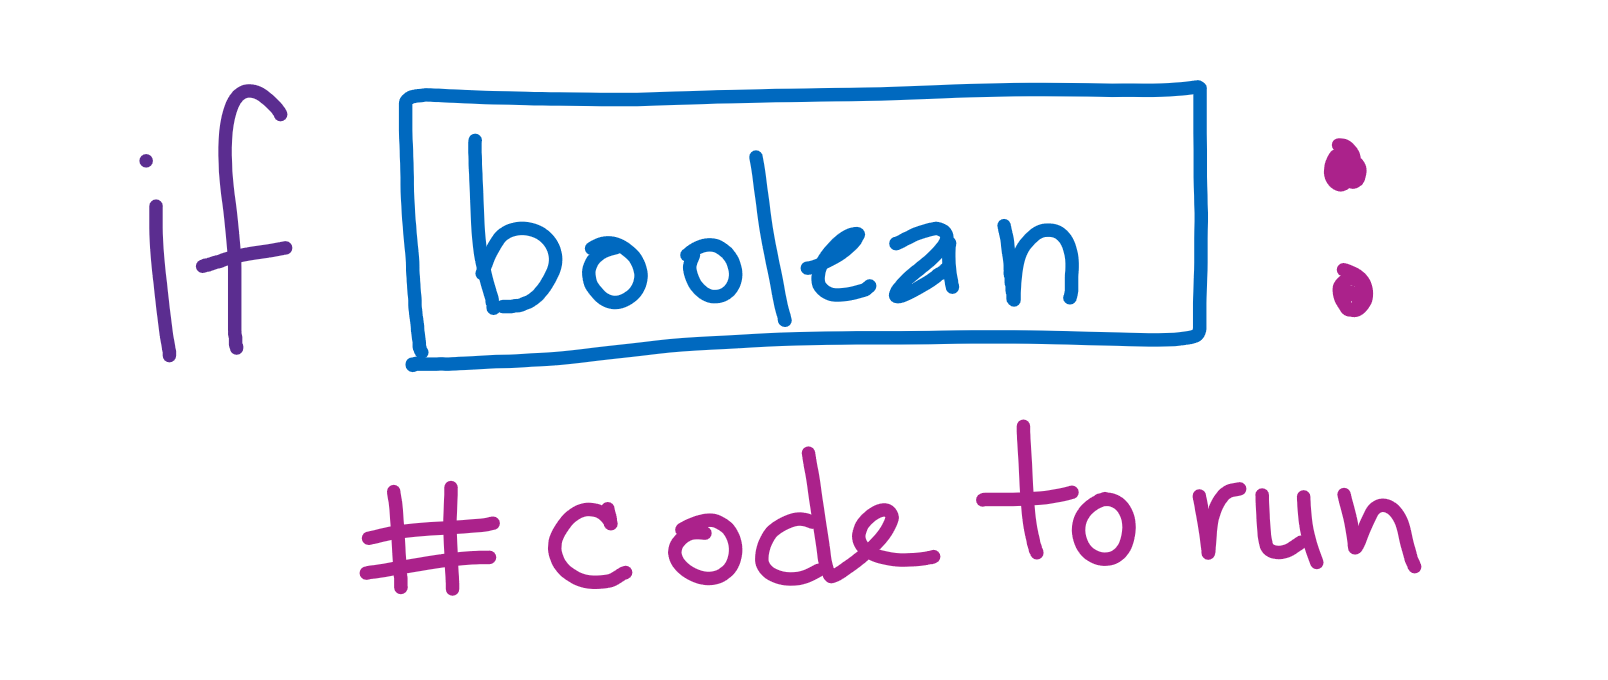 if boolean :
# code to run